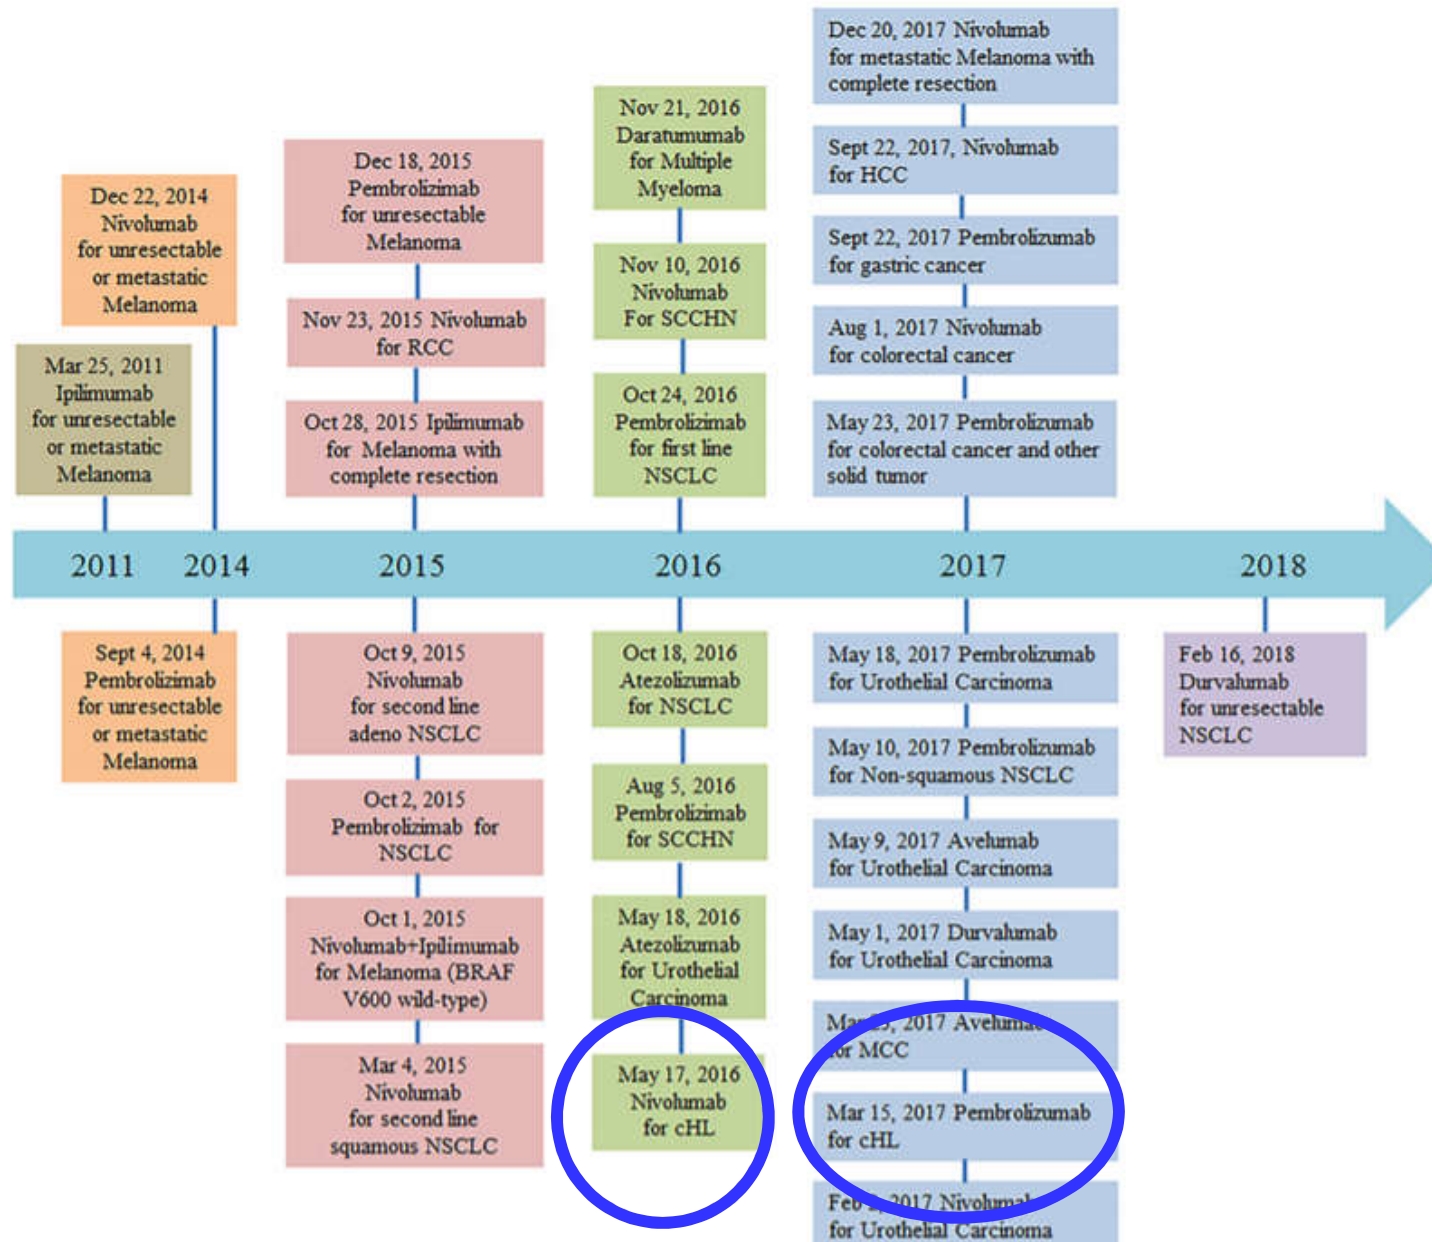 Dec 20, 2017 Nivolumab
for metastatic Melanoma with
complete resection
Nov 21, 2016
Daratumumab
for Multiple
Myeloma
Sept 22, 2017, Nivolumab
for HCC
Dec 18, 2015
Pembrolizimab
for unresectable
Melanoma
Dec 22, 2014
Nivolumab
for unresectable
or metastatic
Melanoma
Sept 22, 2017 Pembrolizumab
for gastric cancer
Nov 10, 2016
Nivolumab
For SCCHN
Nov 23, 2015 Nivolumab
for RCC
Aug 1, 2017 Nivolumab
for colorectal cancer
Mar 25, 2011
Ipilimumab
for unresectable
or metastatic
Melanoma
Oct 24, 2016
Pembrolizimab
for first line
NSCLC
Oct 28, 2015 Ipilimumab
for Melanoma with
complete resection
May 23, 2017 Pembrolizumab
for colorectal cancer and other
solid tumor
2011 2014 2015 2016 2017 2018
Sept 4, 2014
Pembrolizimab
for unresectable
or metastatic
Melanoma
Oct 9, 2015
Nivolumab
for second line
adeno NSCLC
Oct 2, 2015
Pembrolizimab for
NSCLC
Oct 1, 2015
Nivolumab+Ipilimumab
for Melanoma (BRAF
V600 wild-type)
Mar 4, 2015
Nivolumab
for second line
squamous NSCLC
Oct 18, 2016
Atezolizumab
for NSCLC
Aug 5, 2016
Pembrolizimab
for SCCHN
May 18, 2016
Atezolizumab
for Urothelial
Carcinoma
May 17, 2016
Nivolumab
for cHL
May 18, 2017 Pembrolizumab
for Urothelial Carcinoma
May 10, 2017 Pembrolizumab
for Non-squamous NSCLC
May 9, 2017 Avelumab
for Urothelial Carcinoma
May 1, 2017 Durvalumab
for Urothelial Carcinoma
Mar 2017 Avelumab
for MCC
Mar 15, 2017 Pembrolizumab
for cHL
Feb 2, 2017 Nivolumab
for Urothelial Carcinoma
Feb 16, 2018
Durvalumab
for unresectable
NSCLC